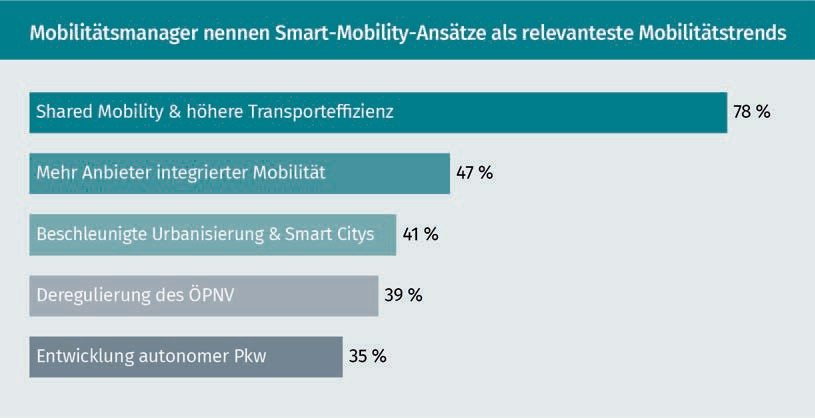 Mobilitätsmanager nennen Smart-Mobility-Ansätze als relevanteste Mobilitätstrends
Shared Mobility & höhere Transporteffizienz 78 %
Mehr Anbieter integrierter Mobilität 47 %
Beschleunigte Urbanisierung & Smart Citys 41 %
Deregulierung des ÖPNV 39 %
Entwicklung autonomer Pkw 35 %